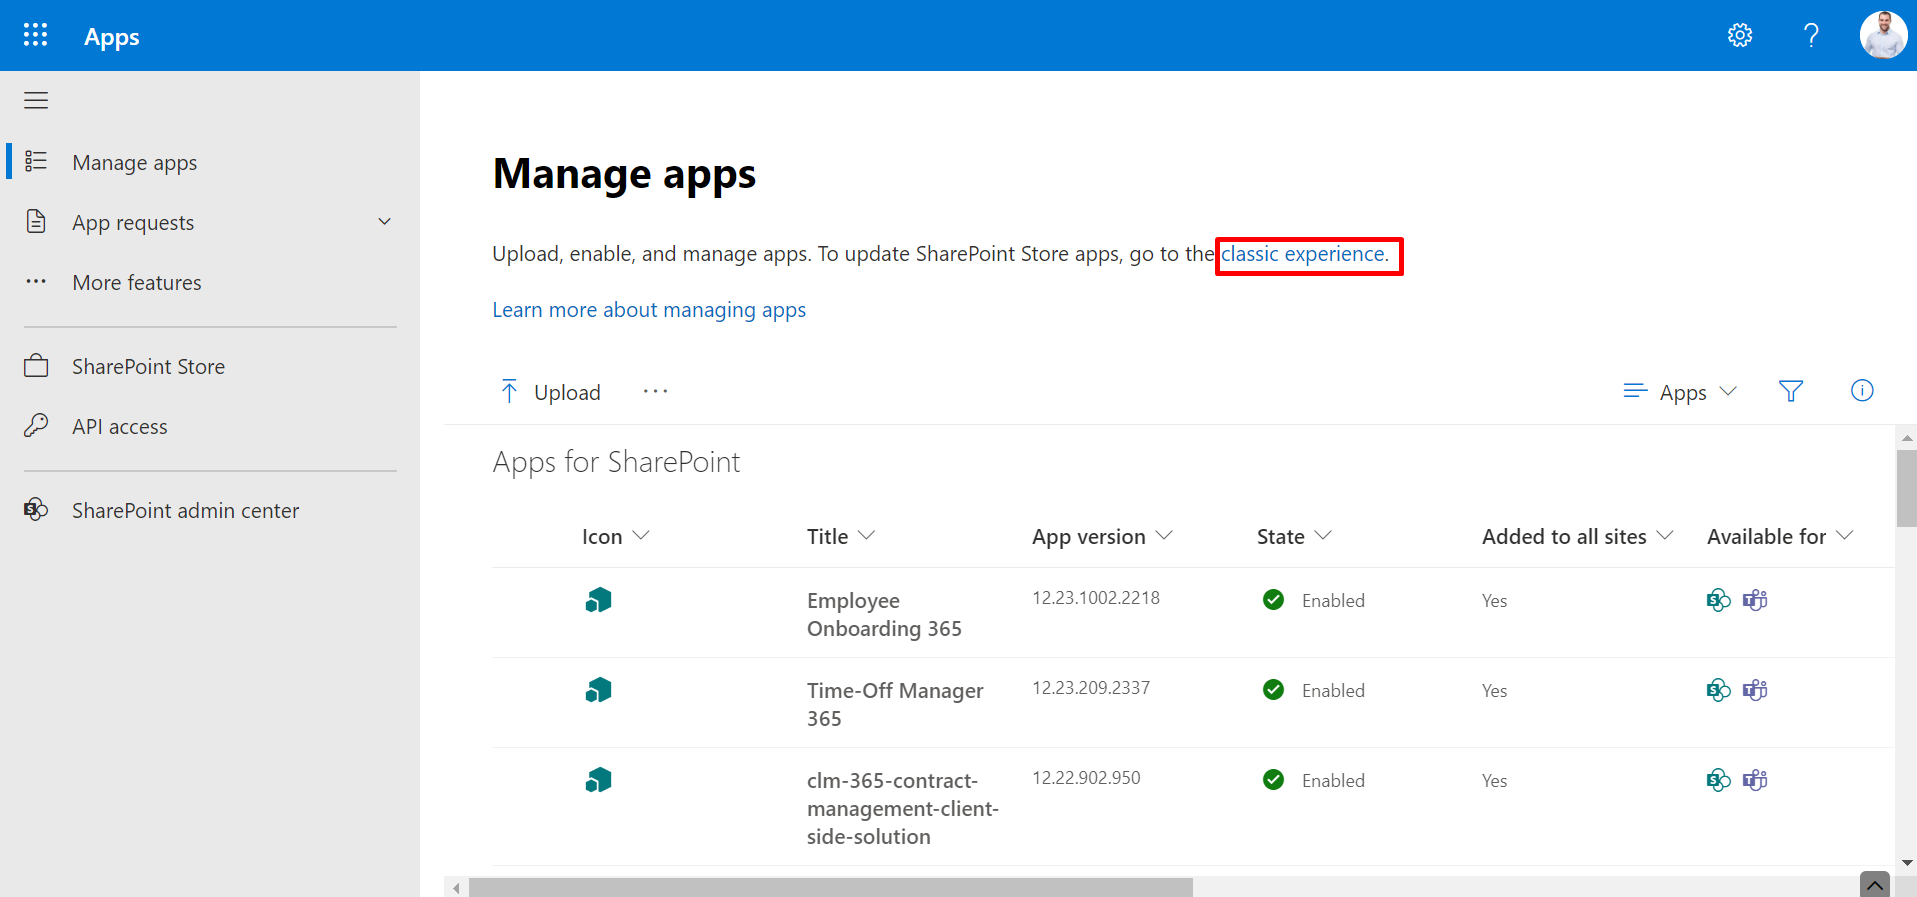 Apps
Manage apps
App requests
More features
SharePoint Store
API access
SharePoint admin center
Manage apps
Upload, enable, and manage apps. To update SharePoint Store apps, go to the classic experience.
Learn more about managing apps
Upload
Apps
Apps for SharePoint
Icon Title App version State Added to all sites Available for
Employee Onboarding 365 12.23.1002.2218 Enabled Yes
Time-Off Manager 365 12.23.209.2337 Enabled Yes
clm-365-contract-management-client-side-solution 12.22.902.950 Enabled Yes